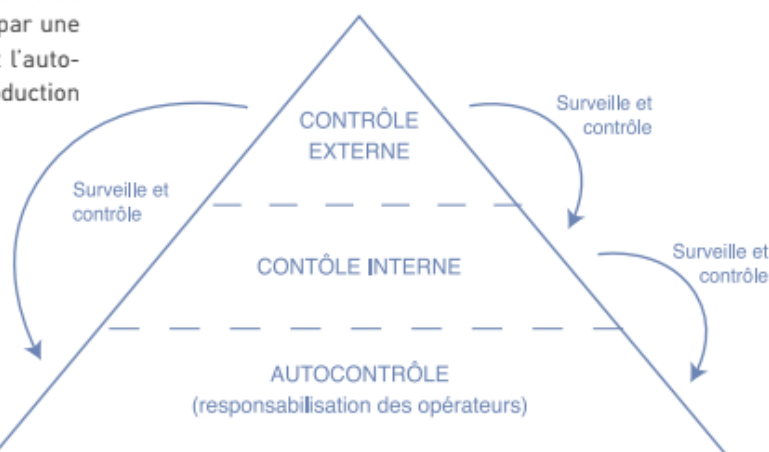 par une
l'auto-
duction
CONTRÔLE
EXTERNE
Surveille et
contrôle
Surveille et
contrôle
CONTÔLE INTERNE
Surveille et
contrôle
AUTOCONTRÔLE
(responsabilisation des opérateurs)